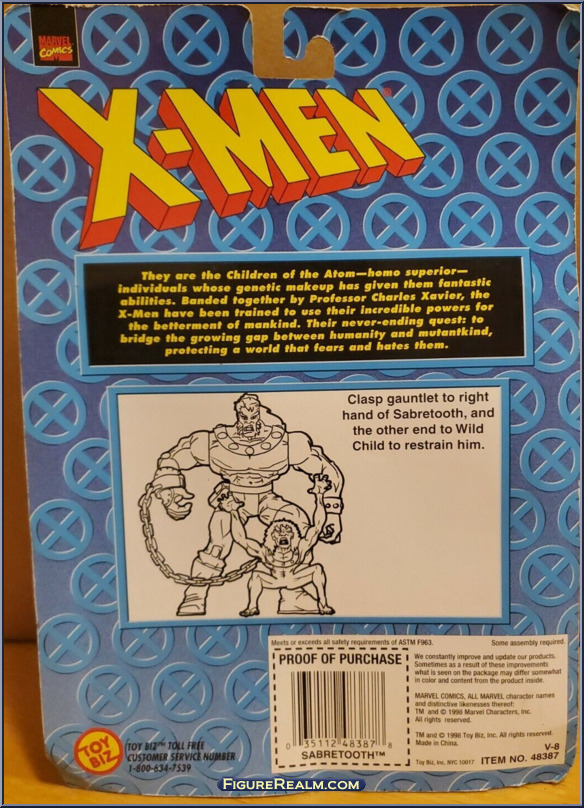 MARVEL
COMICS
X-MEN®
They are the Children of the Atom—homo superior—
individuals whose genetic makeup has given them fantastic
abilities. Banded together by Professor Charles Xavier, the
X-Men have been trained to use their incredible powers for
the betterment of mankind. Their never-ending quest: to
bridge the growing gap between humanity and mutantkind,
protecting a world that fears and hates them.
Clasp gauntlet to right
hand of Sabretooth, and
the other end to Wild
Child to restrain him.
Meets or exceeds all safety requirements of ASTM F963.
Some assembly required.
PROOF OF PURCHASE
0 35112 48387 8
SABRETOOTH™
We constantly improve and update our products.
Sometimes as a result of these improvements
what is seen on the package may differ somewhat
in color and content from the product inside.
MARVEL COMICS, ALL MARVEL character names
and distinctive likenesses thereof:
TM and © 1998 Marvel Characters, Inc.
All rights reserved.
TM and © 1998 Toy Biz, Inc. All rights reserved.
Made in China.
V-8
Toy Biz, Inc, NYC 10017
ITEM NO. 48387
TOY
BIZ
TOY BIZ™ TOLL FREE
CUSTOMER SERVICE NUMBER
1-800-634-7539
FigureRealm.com